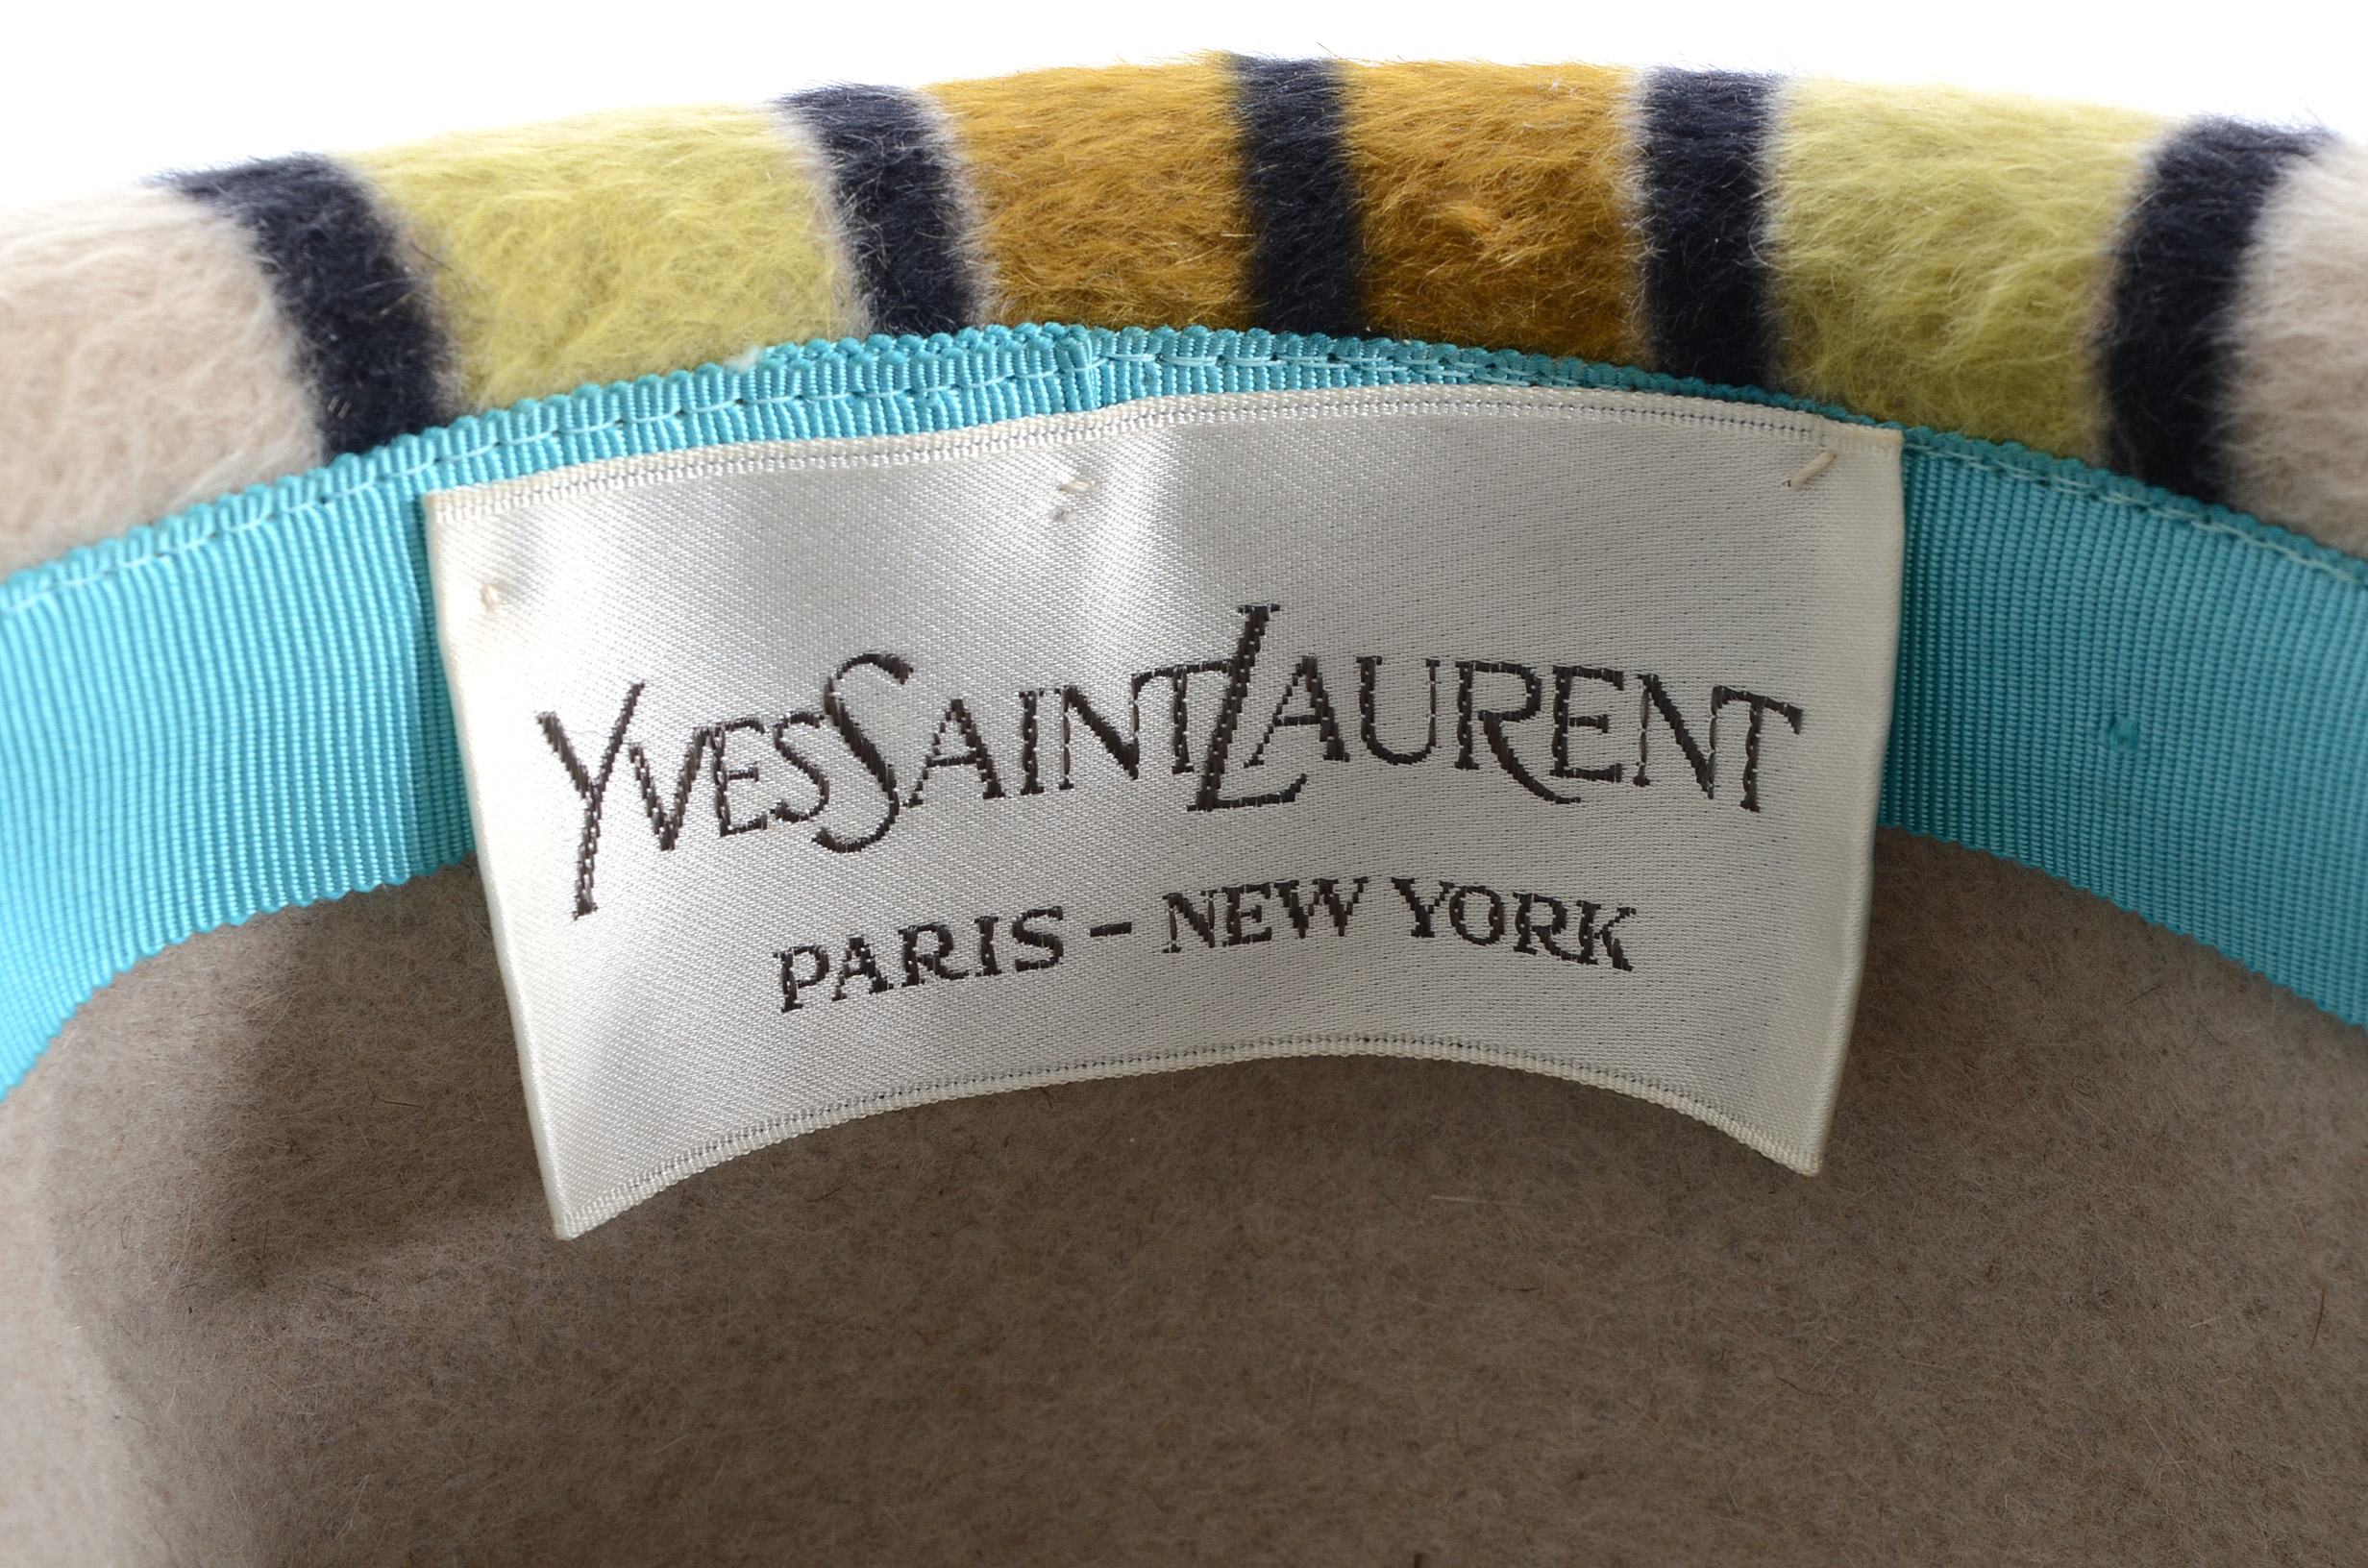 YVESSAINTLAURENT
PARIS – NEW YORK